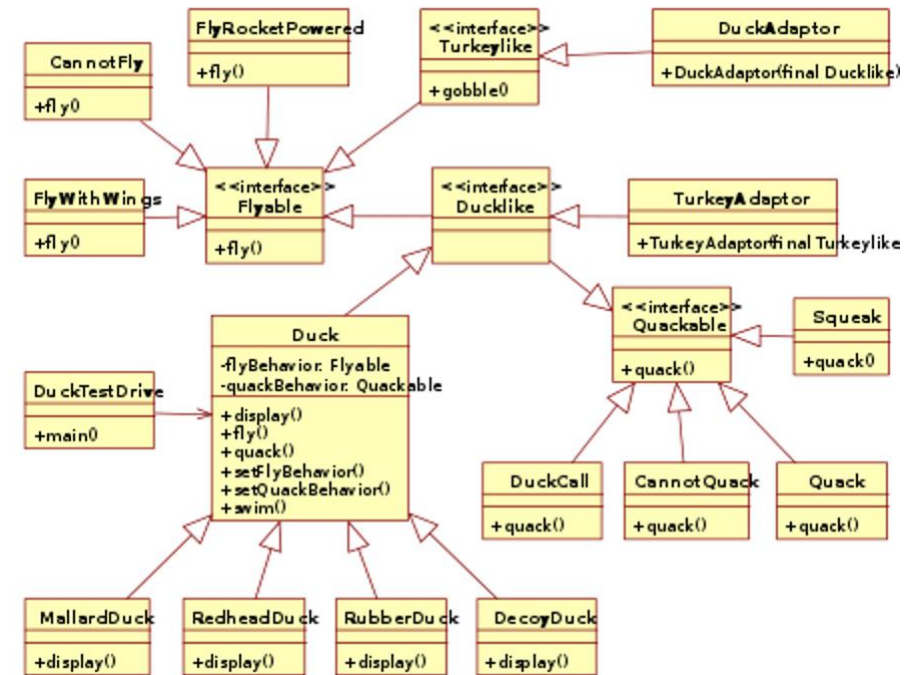 FlyRocketPowered
+fly()
<<interface>>
Turkeylike
+gobble()
DuckAdaptor
+DuckAdaptor(final Ducklike)
CannotFly
+fly()
FlyWithWings
+fly()
<<interface>>
Flyable
+fly()
<<interface>>
Ducklike
TurkeyAdaptor
+TurkeyAdaptor(final Turkeylike)
<<interface>>
Quackable
+quack()
Squeak
+quack()
Duck
-flyBehavior: Flyable
-quackBehavior: Quackable
+display()
+fly()
+quack()
+setFlyBehavior()
+setQuackBehavior()
+swim()
DuckTestDrive
+main()
DuckCall
+quack()
CannotQuack
+quack()
Quack
+quack()
MallardDuck
+display()
RedheadDuck
+display()
RubberDuck
+display()
DecoyDuck
+display()